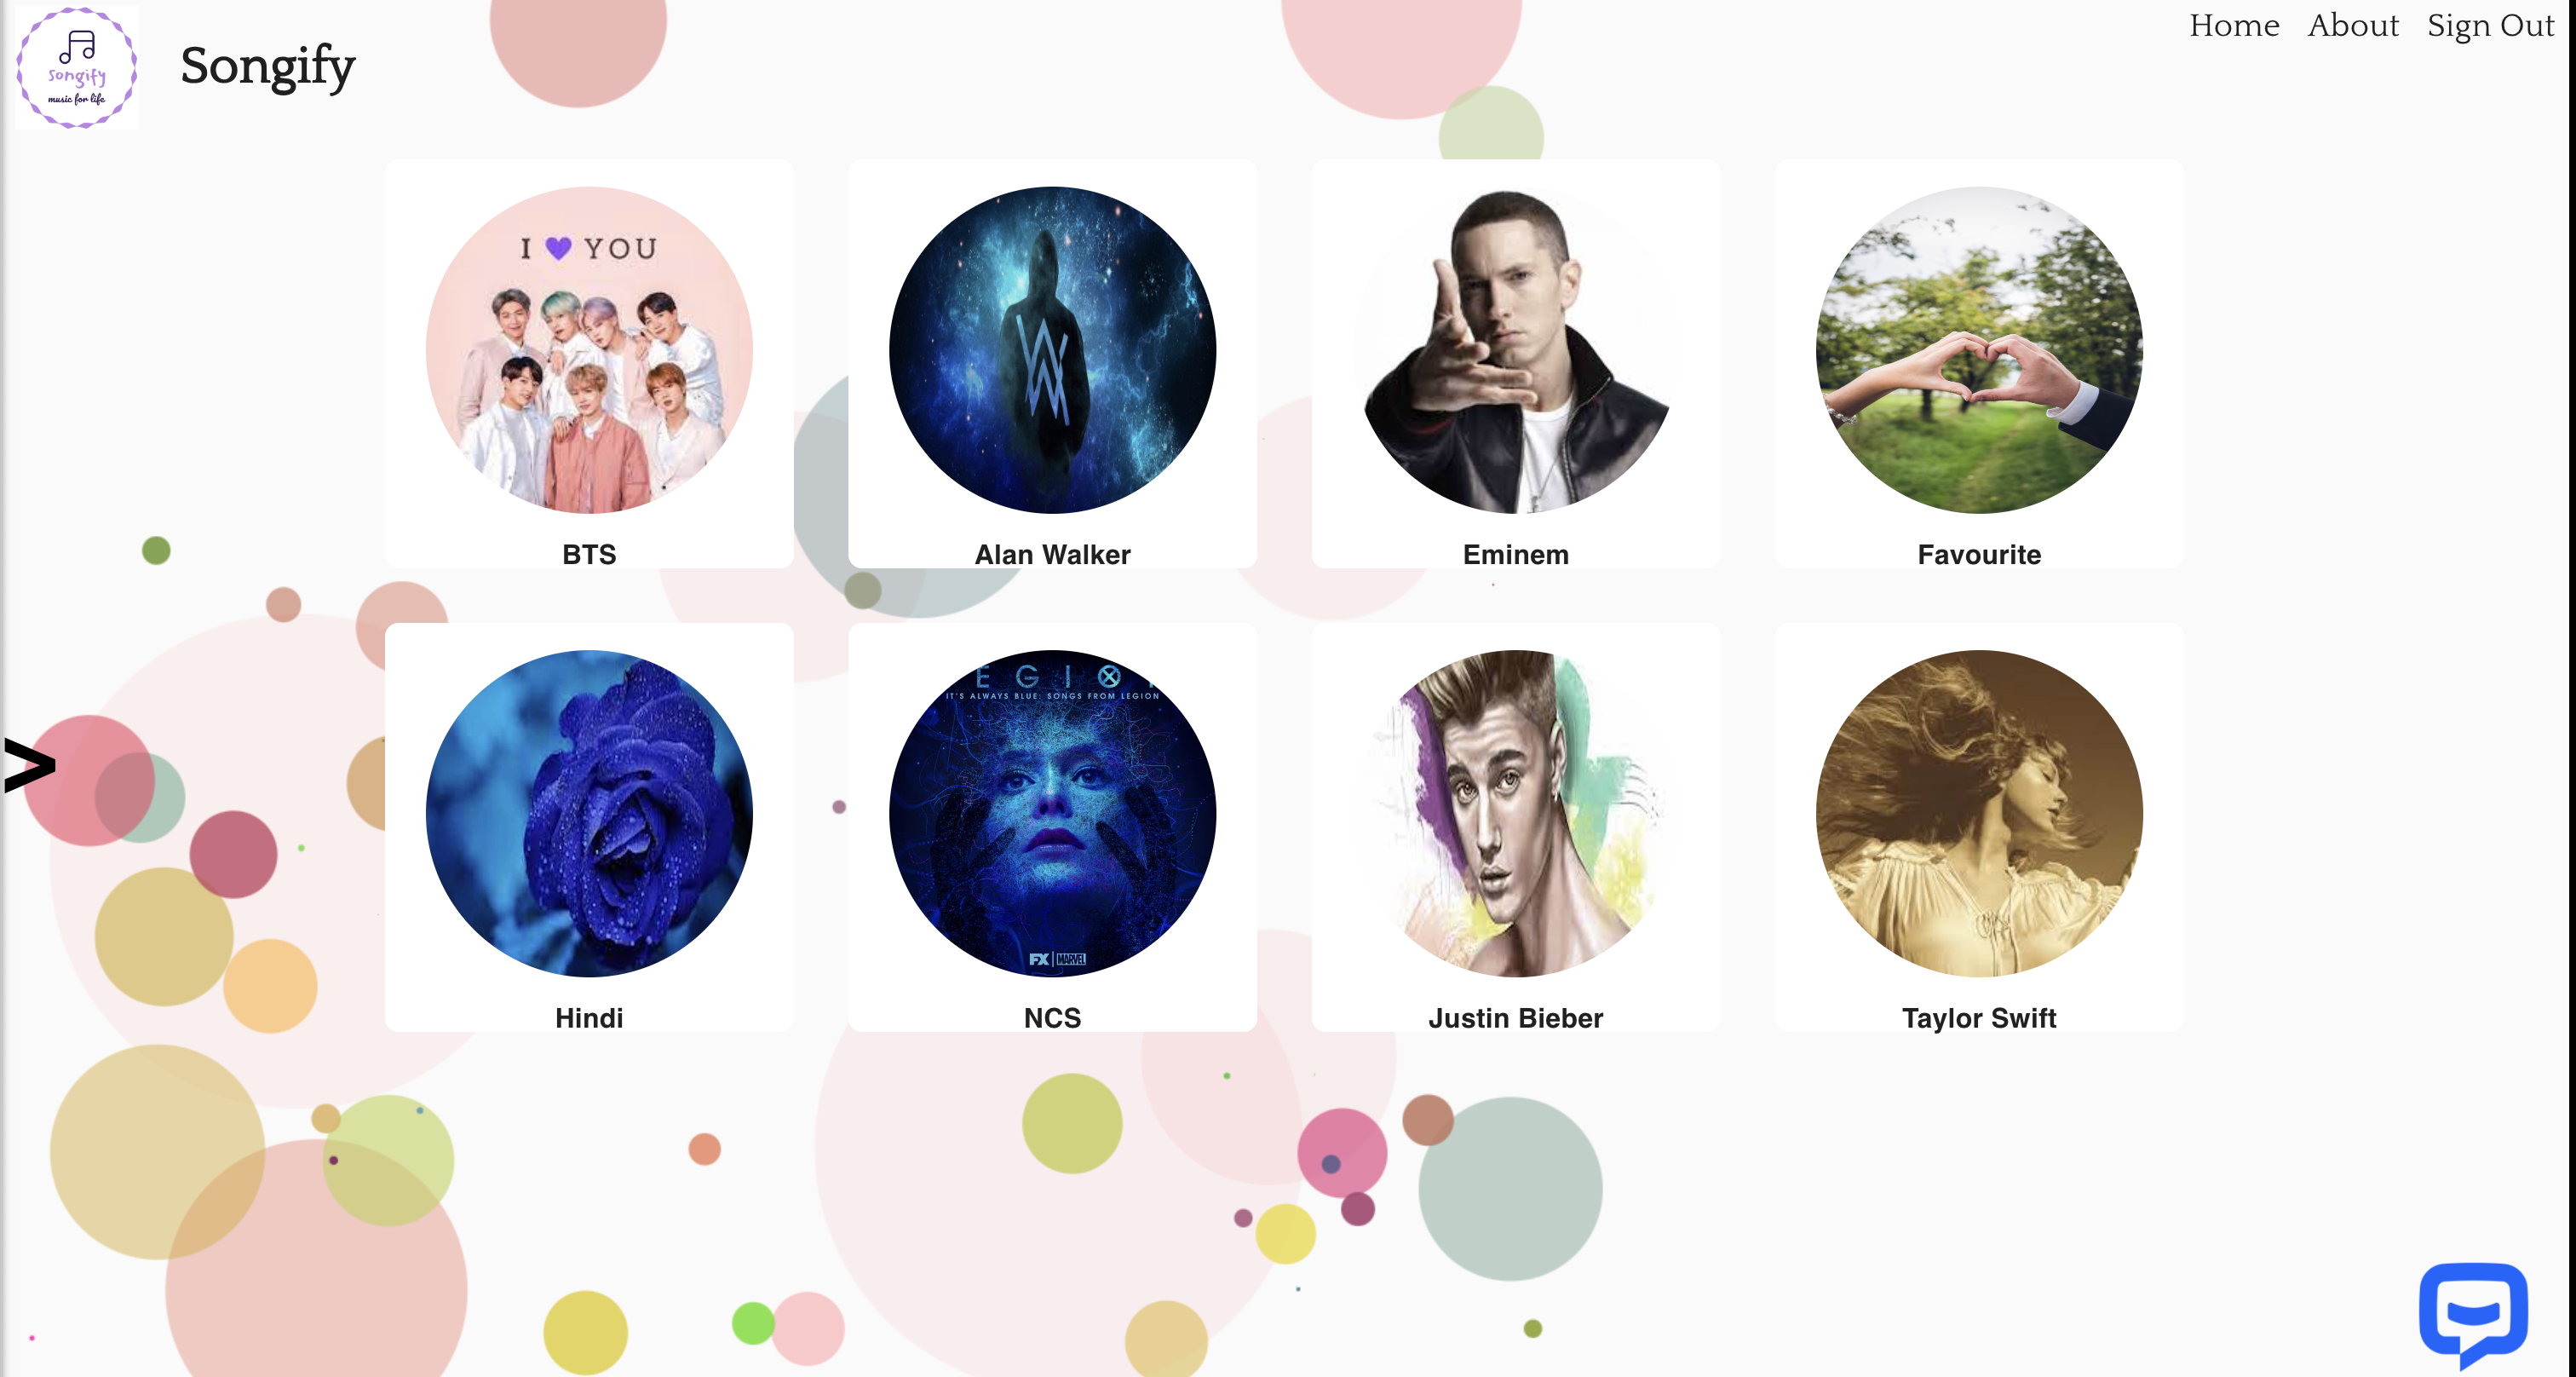 songify
music for life
Songify
Home About Sign Out
I 💜 YOU
BTS
Alan Walker
Eminem
Favourite
EGIO
IT'S ALWAYS BLUE: SONGS FROM LEGION
FX MARVEL
Hindi
NCS
Justin Bieber
Taylor Swift
>